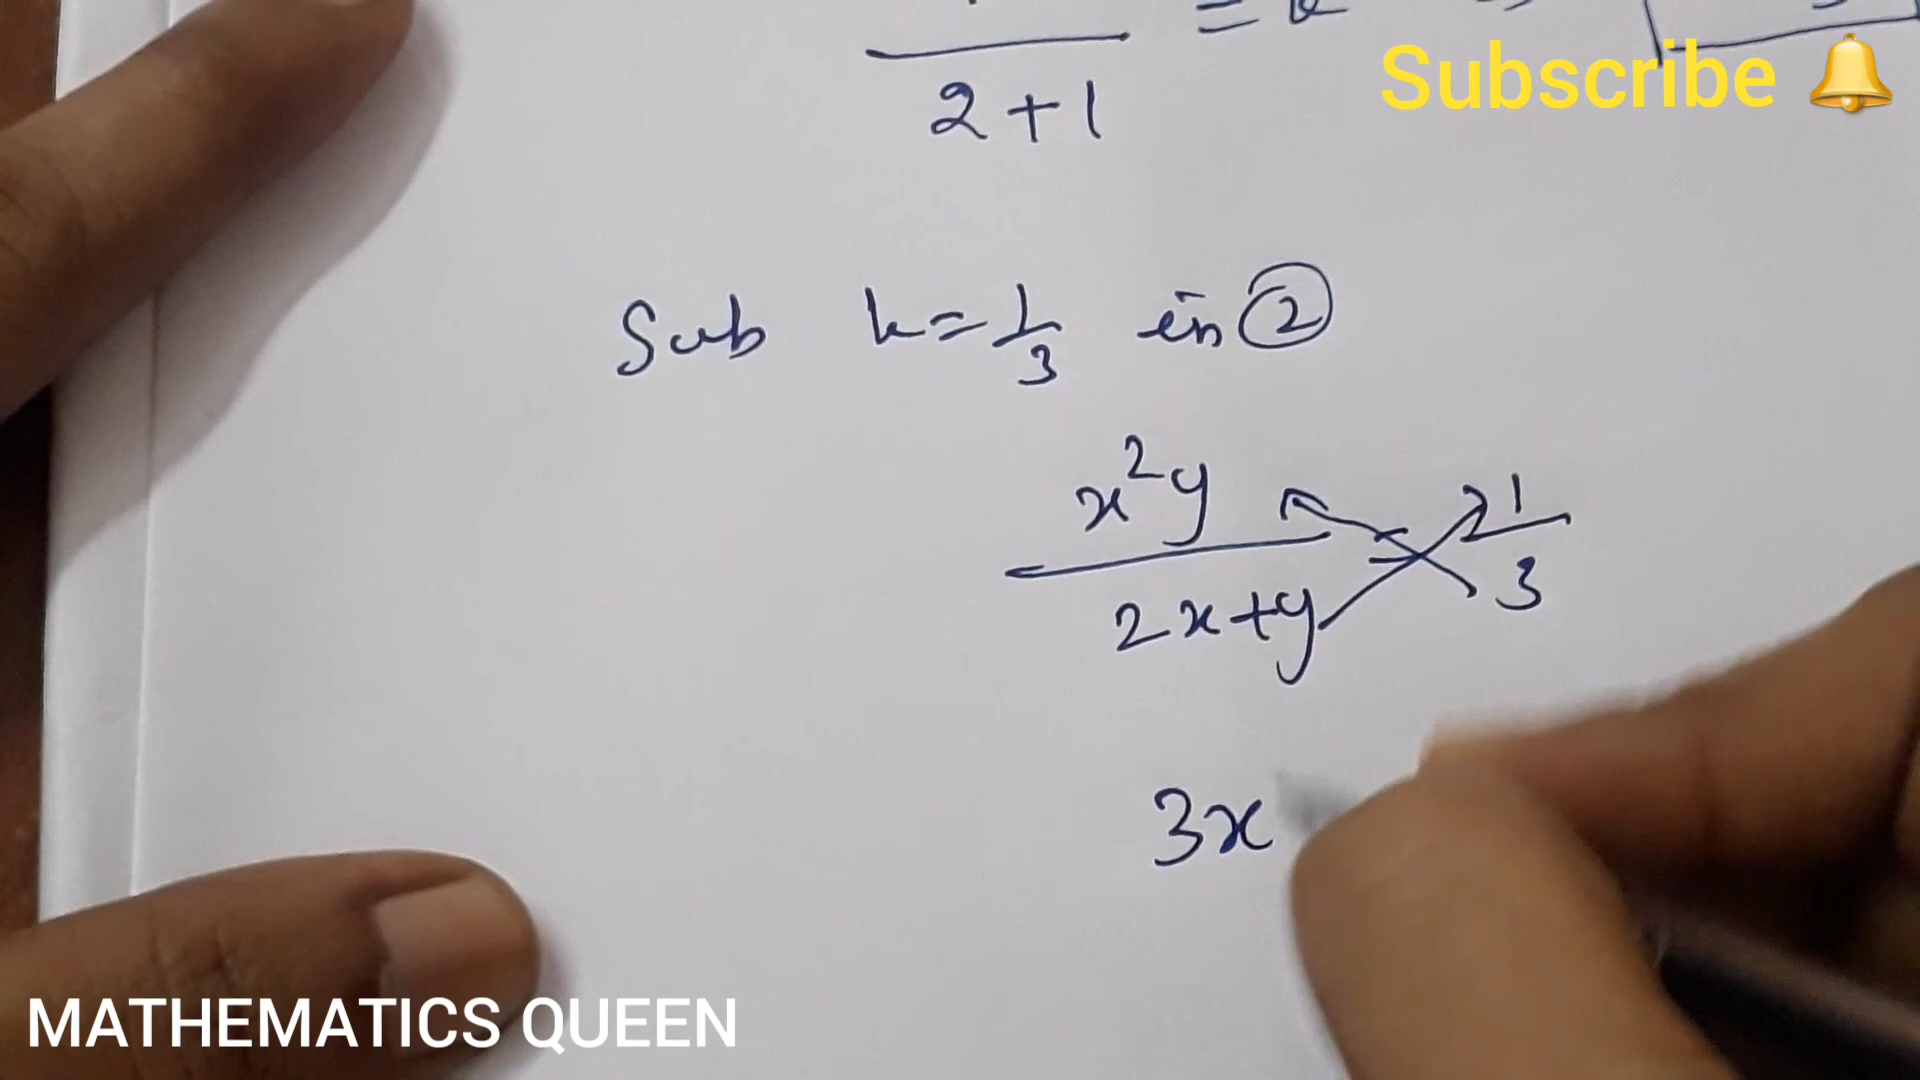 Subscribe 🔔
2+1
Sub k=1/3 in ②
x²y / 2x+y = 1/3
3x
MATHEMATICS QUEEN